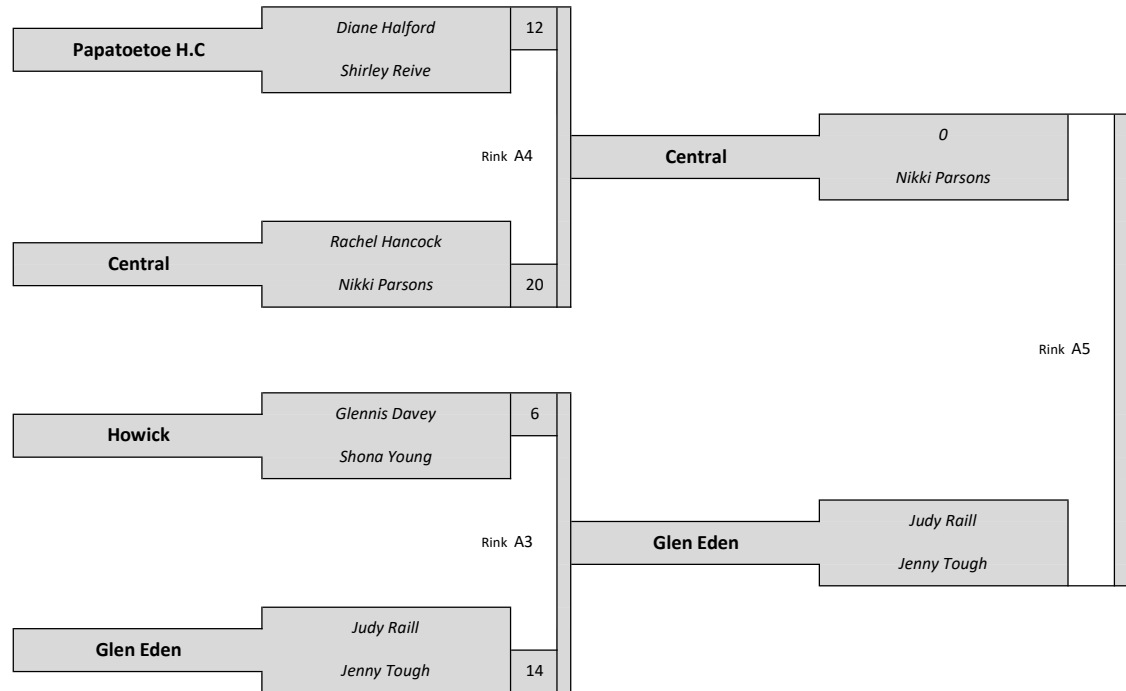 Papatoetoe H.C
Diane Halford
12
Shirley Reive
Rink A4
Central
Rachel Hancock
Nikki Parsons
20
Central
0
Nikki Parsons
Rink A5
Howick
Glennis Davey
6
Shona Young
Rink A3
Glen Eden
Judy Raill
Jenny Tough
14
Glen Eden
Judy Raill
Jenny Tough